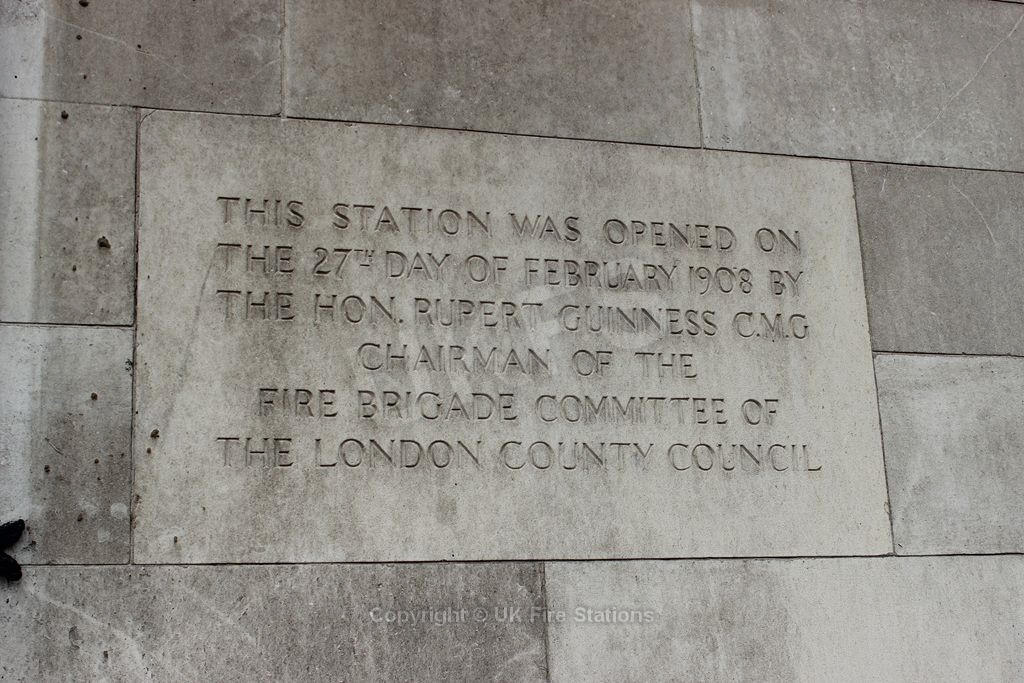 THIS STATION WAS OPENED ON
THE 27TH DAY OF FEBRUARY 1908 BY
THE HON. RUPERT GUINNESS C.M.G
CHAIRMAN OF THE
FIRE BRIGADE COMMITTEE OF
THE LONDON COUNTY COUNCIL
Copyright © UK Fire Stations